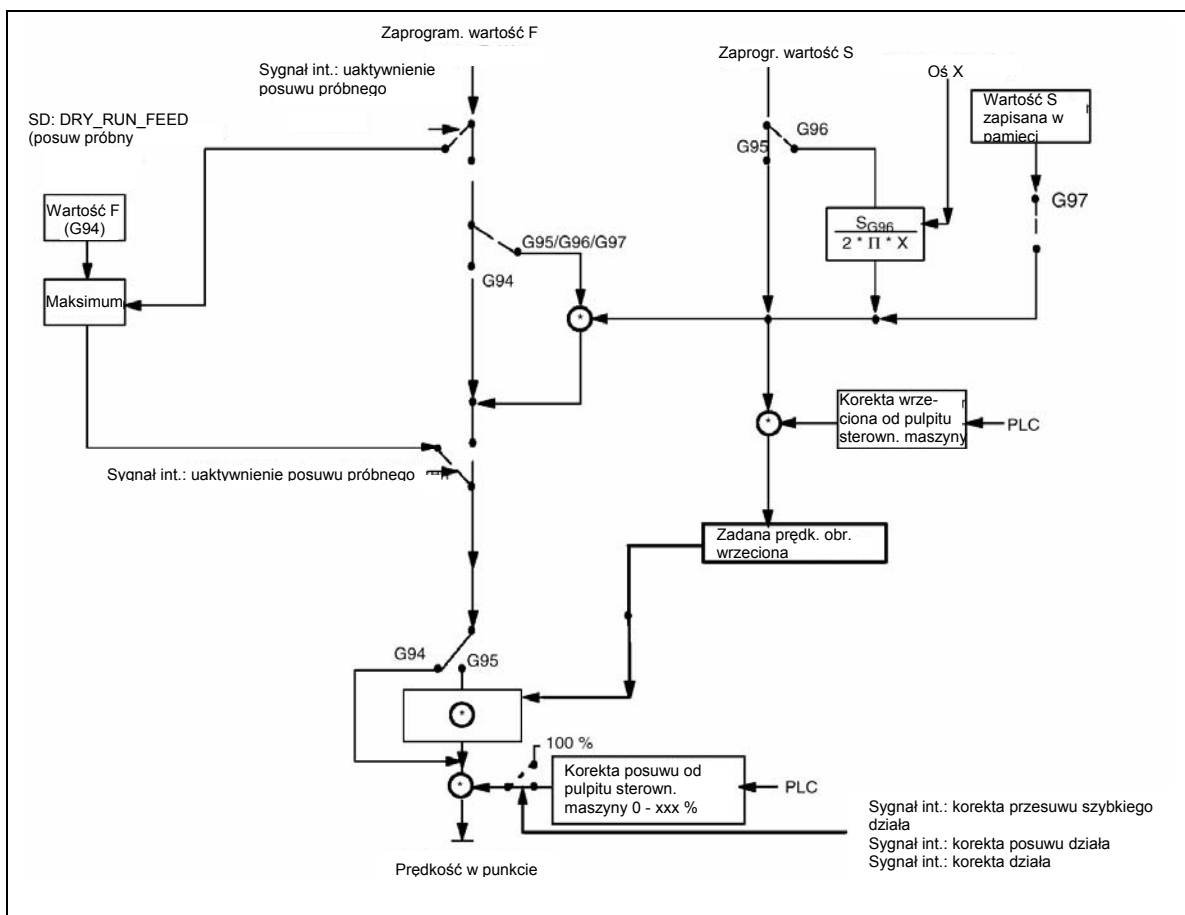 Zaprogram. wartość F
Sygnał int.: uaktywnienie
posuwu próbnego
SD: DRY_RUN_FEED
(posuw próbny
Zaprogr. wartość S
Oś X
Wartość S
zapisana w
pamięci
G96
G95
G97
Wartość F
(G94)
S_G96
2 * Π * X
G95/G96/G97
G94
Maksimum
*
Korekta wrze-
ciona od pulpitu
sterown. maszyny
PLC
*
Sygnał int.: uaktywnienie posuwu próbnego
Zadana prędk. obr.
wrzeciona
G94
G95
*
100 %
Korekta posuwu od
pulpitu sterown.
maszyny 0 - xxx %
PLC
*
Sygnał int.: korekta przesuwu szybkiego
działa
Sygnał int.: korekta posuwu działa
Sygnał int.: korekta działa
Prędkość w punkcie